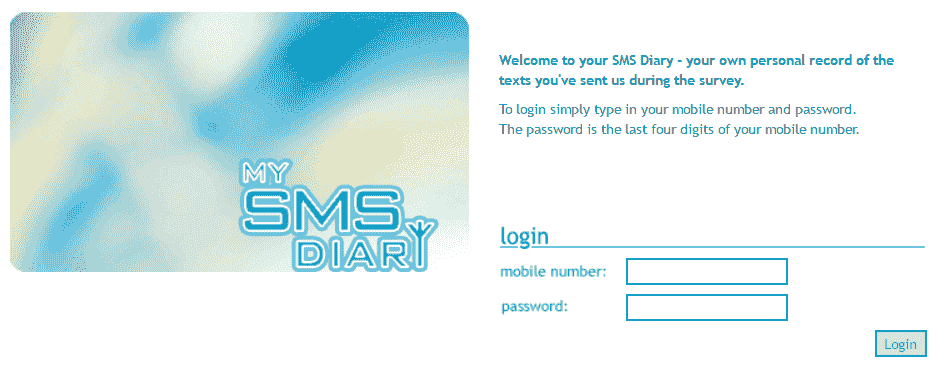 MY
SMS
DIARY
Welcome to your SMS Diary - your own personal record of the
texts you've sent us during the survey.
To login simply type in your mobile number and password.
The password is the last four digits of your mobile number.
login
mobile number:
password:
Login